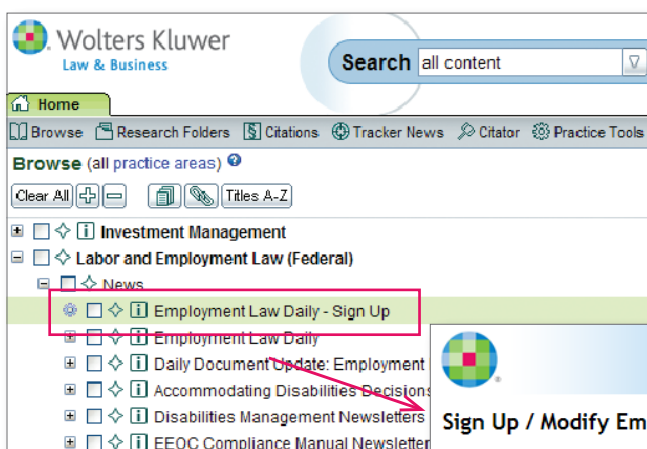 Wolters Kluwer
Law & Business
Search all content
Home
Browse Research Folders Citations Tracker News Citator Practice Tools
Browse (all practice areas)
Clear All Titles A-Z
Investment Management
Labor and Employment Law (Federal)
News
Employment Law Daily - Sign Up
Employment Law Daily
Daily Document Update: Employment
Accommodating Disabilities Decisions
Disabilities Management Newsletters
Sign Up / Modify Em
EEOC Compliance Manual Newsletter